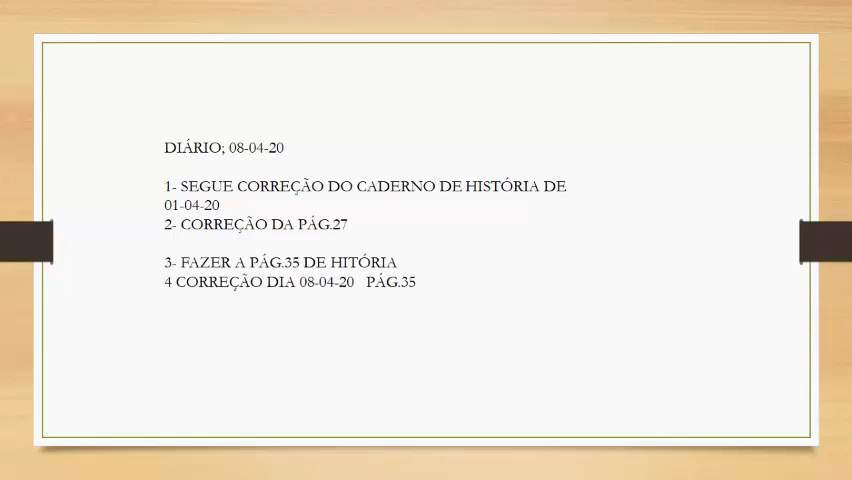 DIÁRIO; 08-04-20
1- SEGUE CORREÇÃO DO CADERNO DE HISTÓRIA DE
01-04-20
2- CORREÇÃO DA PÁG.27
3- FAZER A PÁG.35 DE HITÓRIA
4 CORREÇÃO DIA 08-04-20 PÁG.35